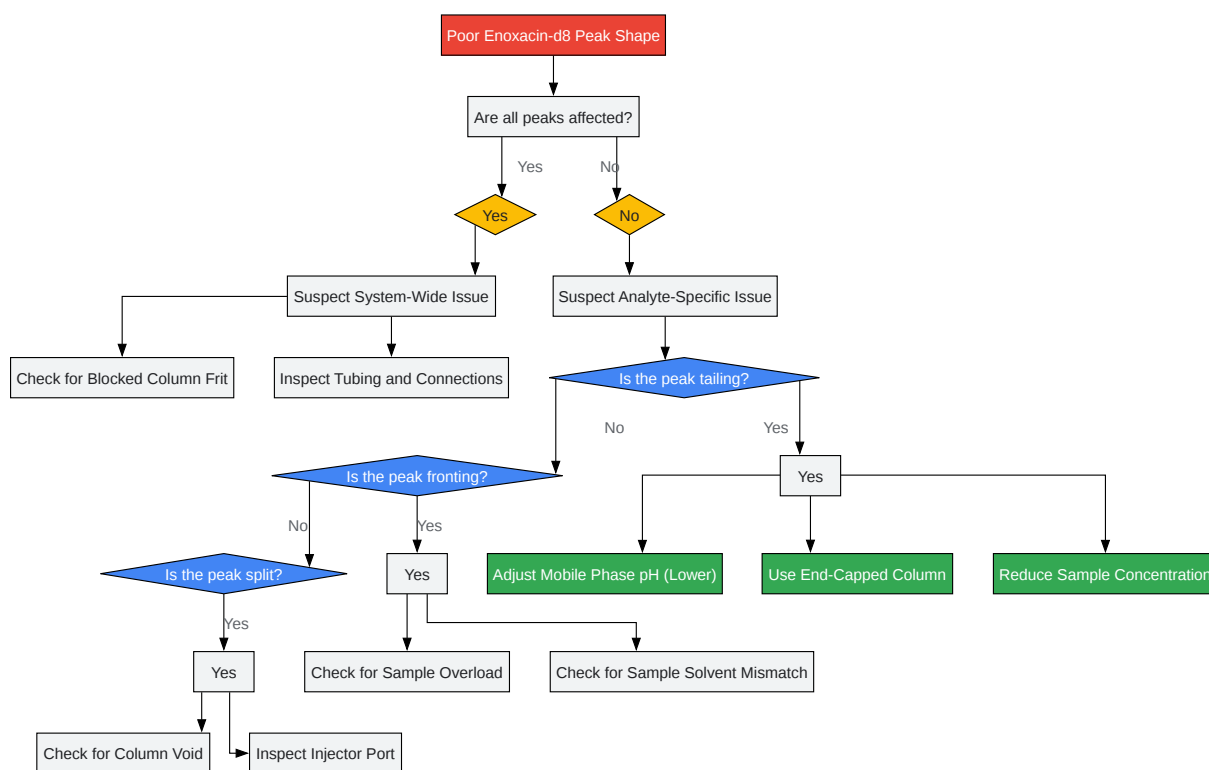 Poor Enoxacin-d8 Peak Shape
Are all peaks affected?
Yes
No
Yes
No
Suspect System-Wide Issue
Suspect Analyte-Specific Issue
Check for Blocked Column Frit
Inspect Tubing and Connections
Is the peak tailing?
No
Yes
Is the peak fronting?
Yes
No
Yes
Is the peak split?
Yes
Adjust Mobile Phase pH (Lower)
Use End-Capped Column
Reduce Sample Concentration
Yes
Yes
Check for Sample Overload
Check for Sample Solvent Mismatch
Check for Column Void
Inspect Injector Port